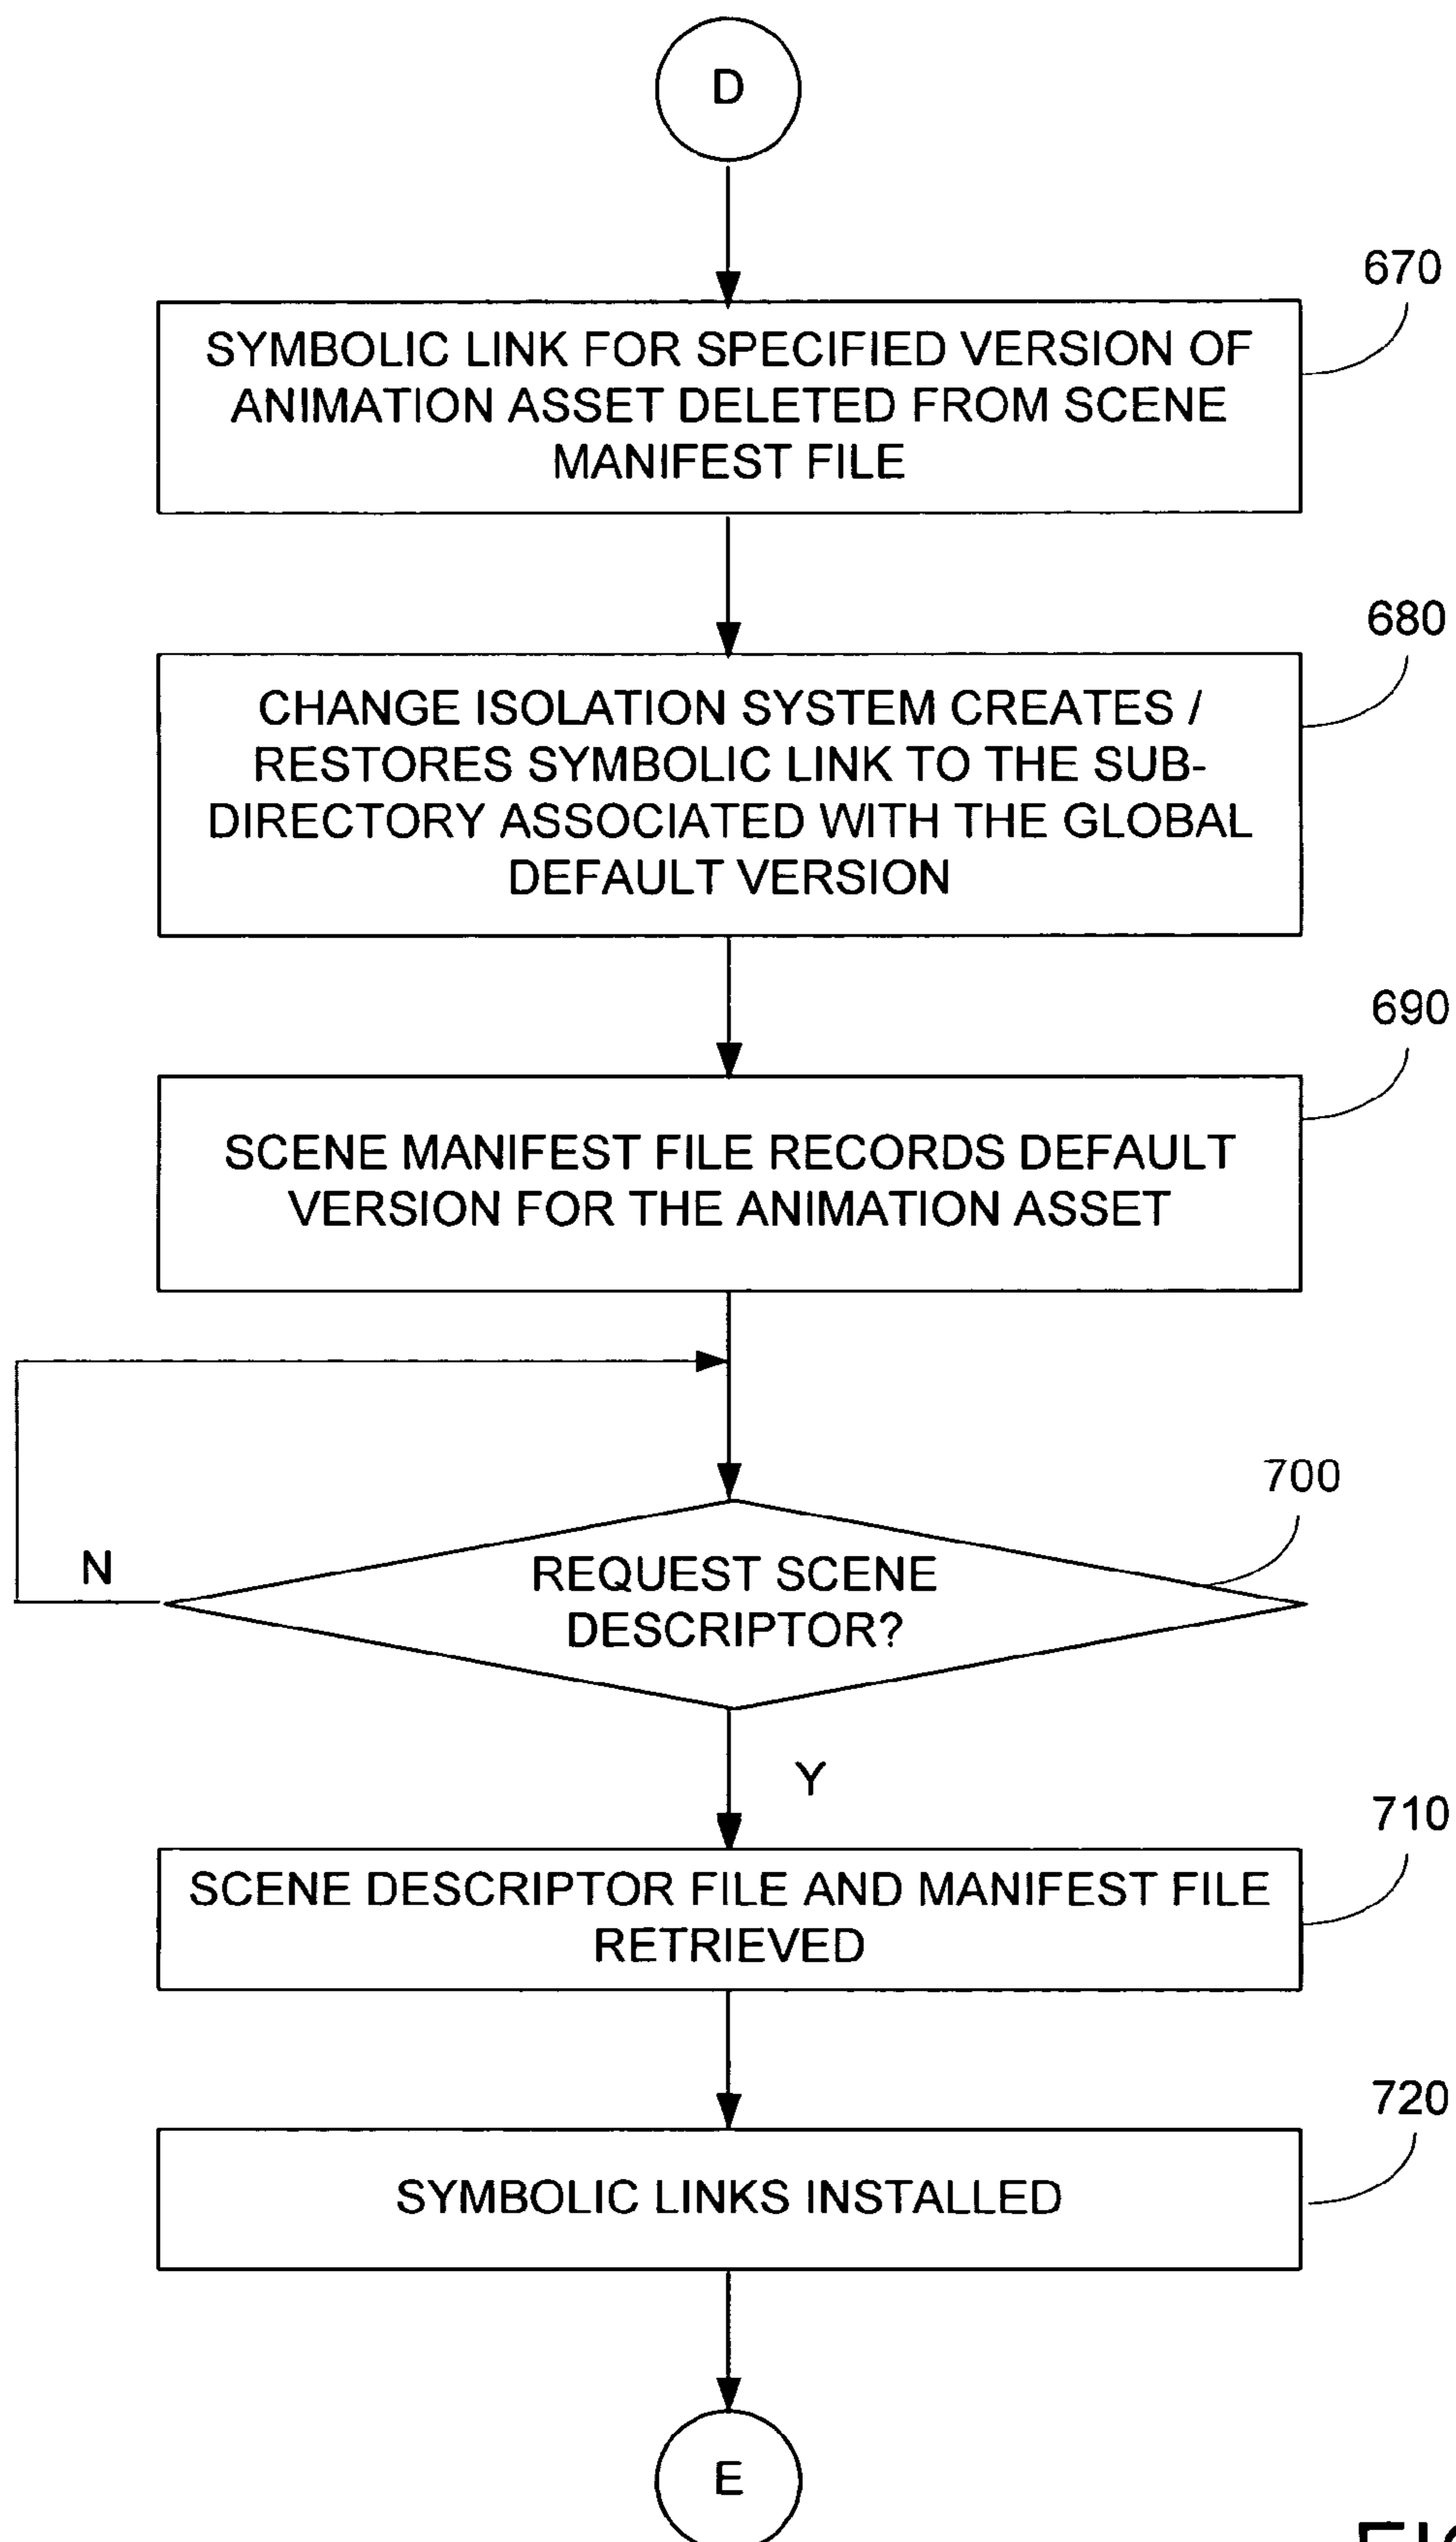 D
670
SYMBOLIC LINK FOR SPECIFIED VERSION OF
ANIMATION ASSET DELETED FROM SCENE
MANIFEST FILE
680
CHANGE ISOLATION SYSTEM CREATES /
RESTORES SYMBOLIC LINK TO THE SUB-
DIRECTORY ASSOCIATED WITH THE GLOBAL
DEFAULT VERSION
690
SCENE MANIFEST FILE RECORDS DEFAULT
VERSION FOR THE ANIMATION ASSET
700
N
REQUEST SCENE
DESCRIPTOR?
Y
710
SCENE DESCRIPTOR FILE AND MANIFEST FILE
RETRIEVED
720
SYMBOLIC LINKS INSTALLED
E